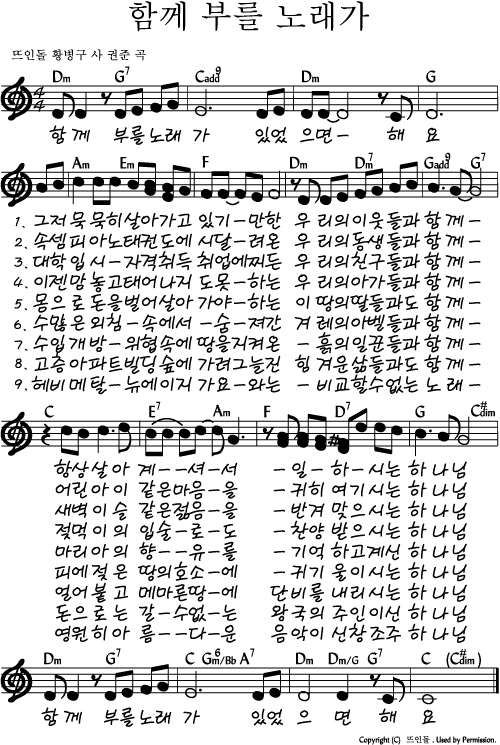 함께 부를 노래가
뜨인돌 황병구 사 권준 곡
Dm G7 Cadd9 Dm G
함 께 부를 노래 가 있었 으면- 해 요
Am Em F Dm Dm7 Gadd9 G7
1. 그저 묵 묵히살아가고 있기-만한 우 리의이웃들과함께-
2. 속셈피아노태권도에 시달-려온 우 리의동생들과함께-
3. 대학입시-자격취득 취업에찌든 우 리의친구들과함께-
4. 이젠맘놓고태어나지 도못-하는 우 리의아가들과함께-
5. 몸으로돈을벌어살아 가야-하는 이 땅의딸들과도함께-
6. 수많은외침-속에서 -숨-져간 겨 레의아벨들과함께-
7. 수입개방-위협속에 땅을지켜온 - 흙의일꾼들과함께-
8. 고층아파트빌딩숲에 가려그늘진 힘 겨운삶들과도함께-
9. 헤비메탈-뉴에이지 가요-와는 - 비교할수없는노래-
C E7 Am F D7 G C#dim
항상살아 계--셔-서 -일-하-시는하나님
어린아이 같은마음-을 -귀히여기시는하나님
새벽이슬 같은젊음-을 -반겨맞으시는하나님
젖먹이의 입술-로-도 -찬양받으시는하나님
마리아의 향--유-를 -기억하고계신하나님
피에젖은 땅의호소-에 -귀기울이시는하나님
얼어붙고 메마른땅-에 단비를내리시는하나님
돈으로는 갈-수없-는 왕국의주인이신하나님
영원히아 름--다-운 음악이신창조주하나님
Dm G7 C Gm6/Bb A7 Dm Dm/G G7 C (C#dim)
함 께 부를노래 가 있었 으 면 해 요
Copyright (C) 뜨인돌 . Used by Permission.